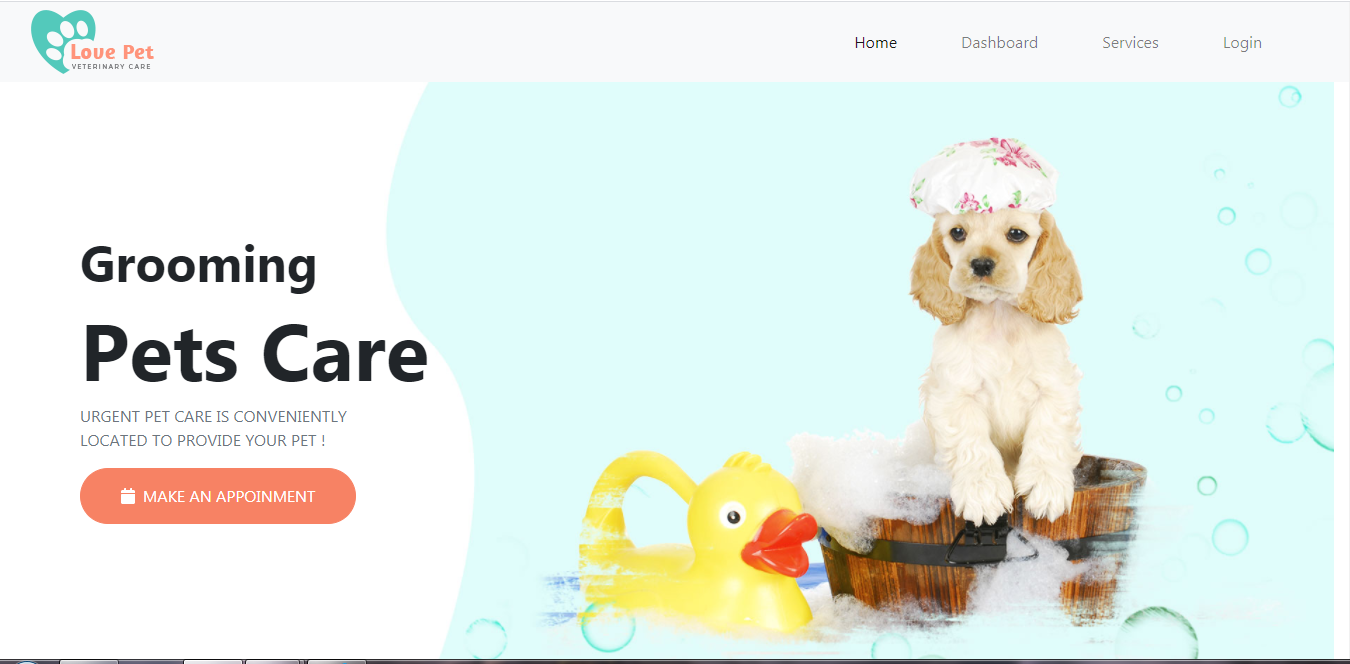 Love Pet
VETERINARY CARE
Home Dashboard Services Login
Grooming
Pets Care
URGENT PET CARE IS CONVENIENTLY
LOCATED TO PROVIDE YOUR PET !
MAKE AN APPOINMENT